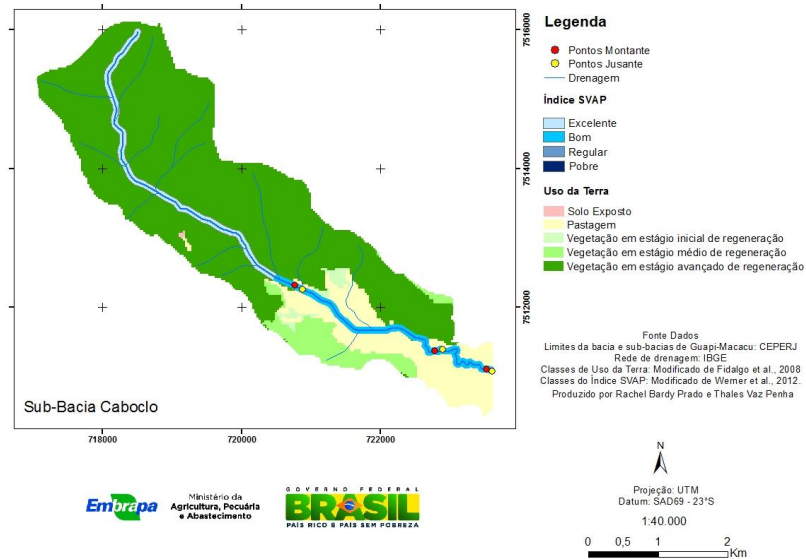 Legenda
Pontos Montante
Pontos Jusante
Drenagem
Índice SVAP
Excelente
Bom
Regular
Pobre
Uso da Terra
Solo Exposto
Pastagem
Vegetação em estágio inicial de regeneração
Vegetação em estágio médio de regeneração
Vegetação em estágio avançado de regeneração
7516000
7514000
7512000
718000
720000
722000
Sub-Bacia Caboclo
Fonte Dados
Limites da bacia e sub-bacias de Guapi-Macacu: CEPERJ
Rede de drenagem: IBGE
Classes de Uso da Terra: Modificado de Fidalgo et al., 2008
Classes do Índice SVAP: Modificado de Werner et al., 2012.
Produzido por Rachel Bardy Prado e Thales Vaz Penha
N
Projeção: UTM
Datum: SAD69 - 23°S
1:40.000
0 0,5 1 2
Km
Embrapa
Ministério da
Agricultura, Pecuária
e Abastecimento
GOVERNO FEDERAL
BRASIL
PAÍS RICO É PAÍS SEM POBREZA